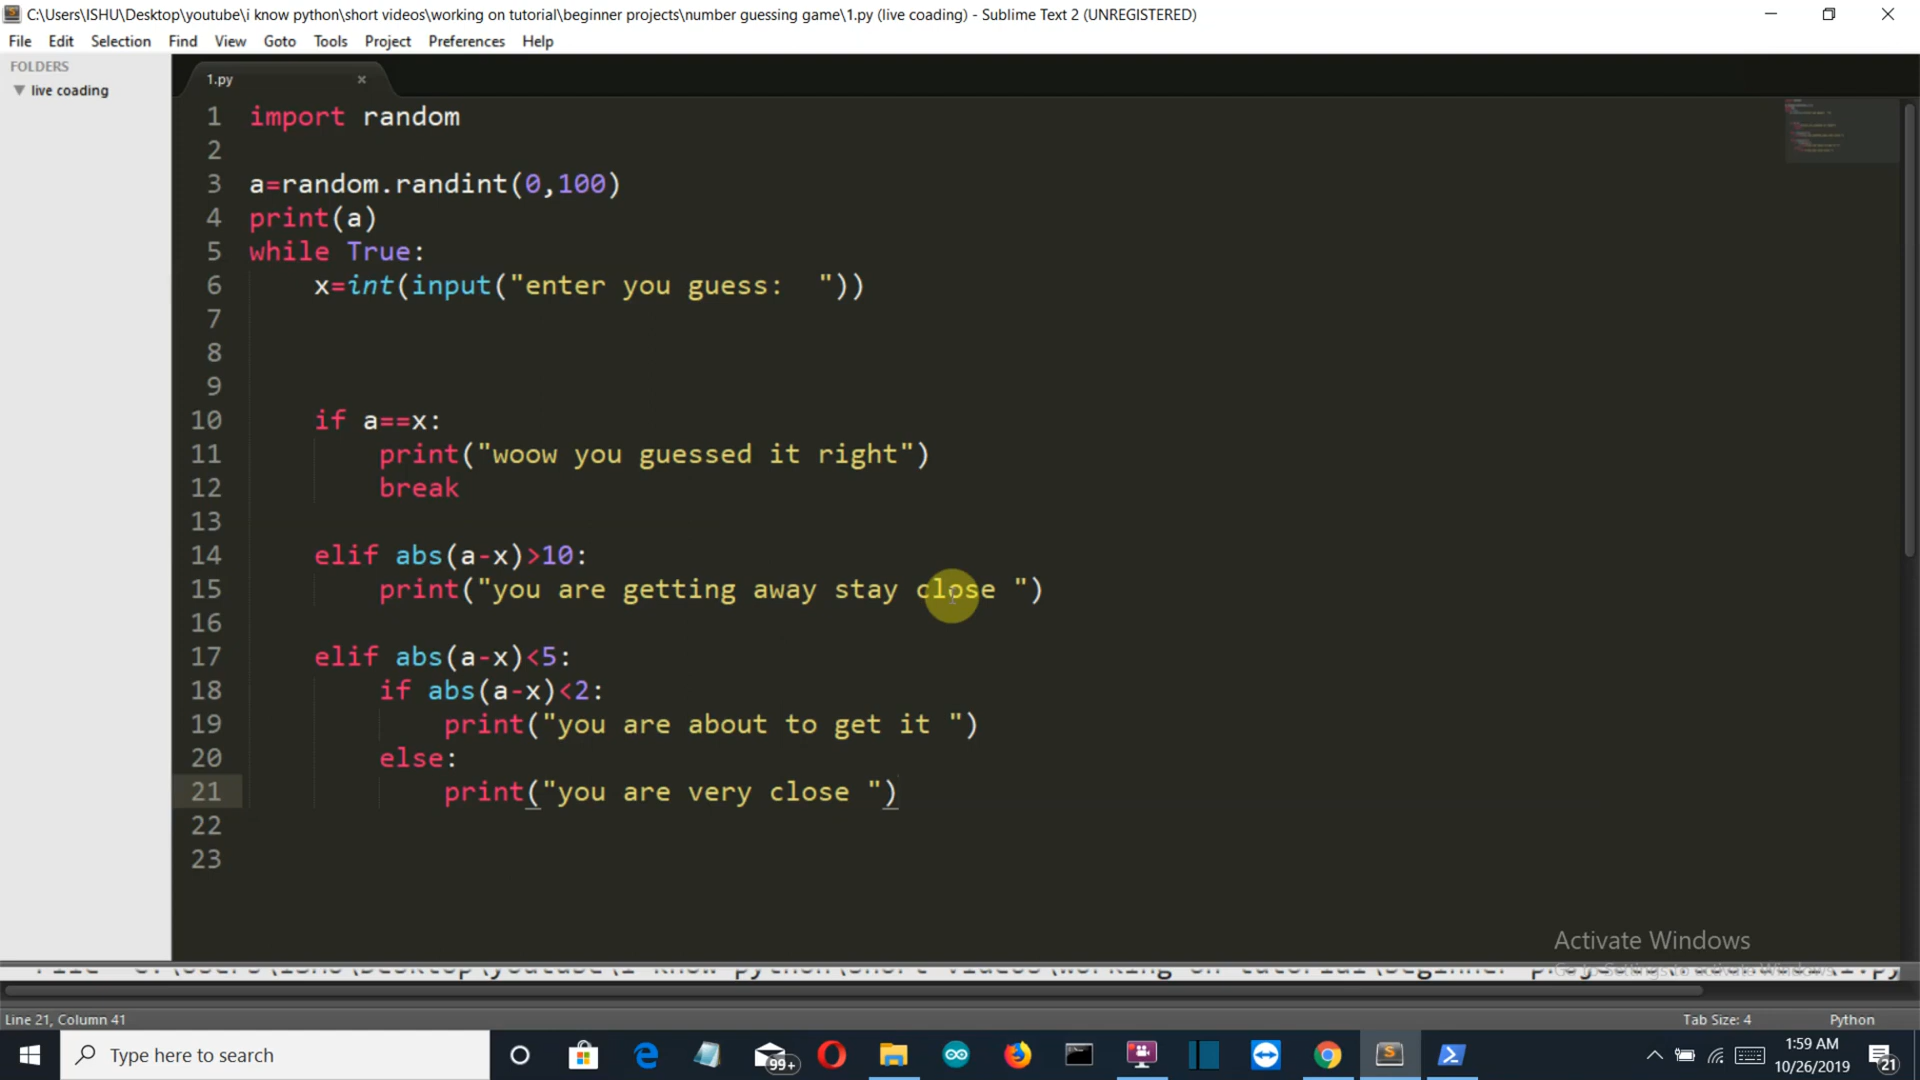 C:\Users\ISHU\Desktop\youtube\i know python\short videos\working on tutorial\beginner projects\number guessing game\1.py (live coading) - Sublime Text 2 (UNREGISTERED)
File Edit Selection Find View Goto Tools Project Preferences Help
FOLDERS
live coading
1.py
1 import random
2
3 a=random.randint(0,100)
4 print(a)
5 while True:
6 x=int(input("enter you guess:  "))
7
8
9
10 if a==x:
11 print("woow you guessed it right")
12 break
13
14 elif abs(a-x)>10:
15 print("you are getting away stay close ")
16
17 elif abs(a-x)<5:
18 if abs(a-x)<2:
19 print("you are about to get it ")
20 else:
21 print("you are very close ")
22
23
Activate Windows
Go to Settings to activate Windows.
Line 21, Column 41
Tab Size: 4
Python
Type here to search
99+
1:59 AM
10/26/2019
21